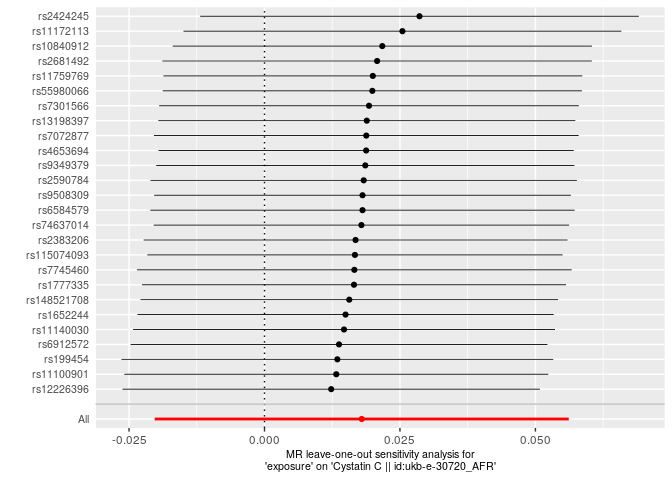 rs2424245
rs11172113
rs10840912
rs2681492
rs11759769
rs55980066
rs7301566
rs13198397
rs7072877
rs4653694
rs9349379
rs2590784
rs9508309
rs6584579
rs74637014
rs2383206
rs115074093
rs7745460
rs1777335
rs148521708
rs1652244
rs11140030
rs6912572
rs199454
rs11100901
rs12226396
All
-0.025 0.000 0.025 0.050
MR leave-one-out sensitivity analysis for
'exposure' on 'Cystatin C || id:ukb-e-30720_AFR'